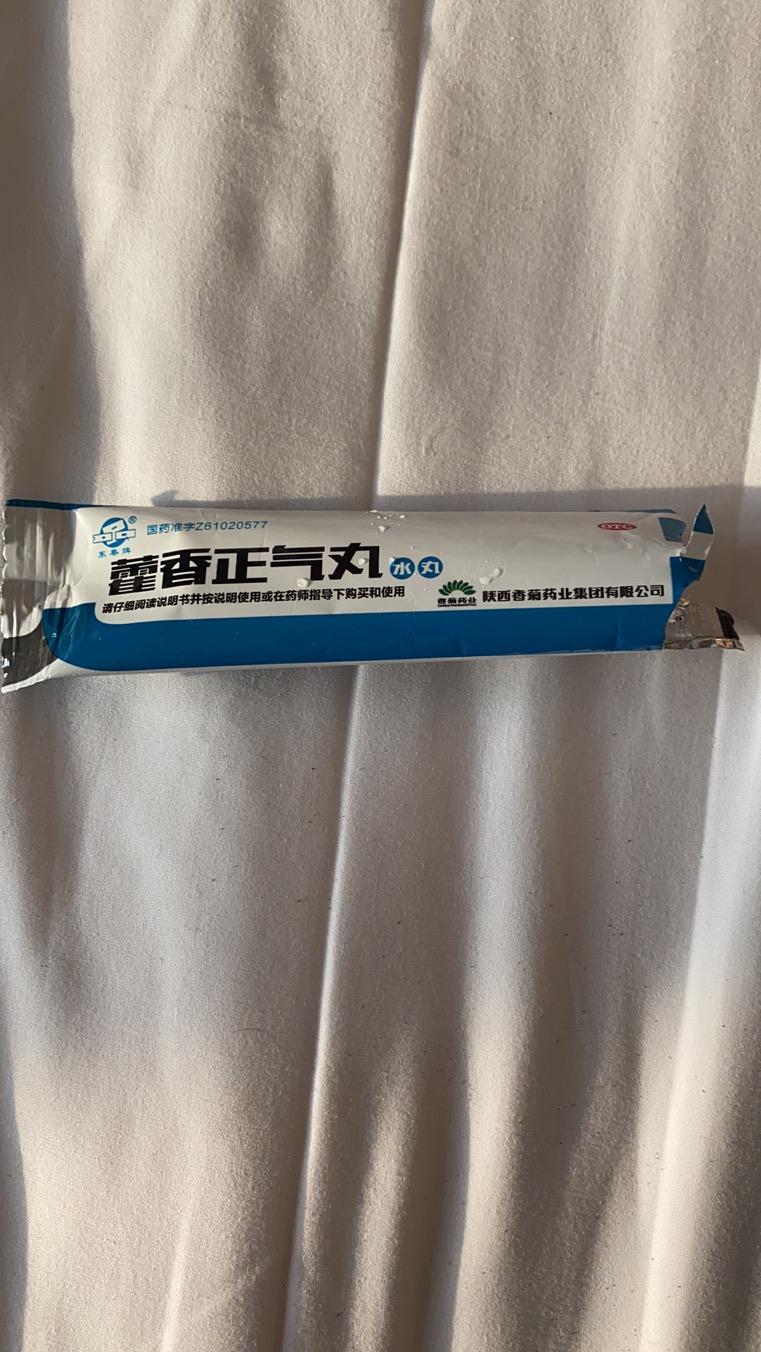 国药准字Z61020577
OTC
东秦牌
藿香正气丸 水丸
请仔细阅读说明书并按说明使用或在药师指导下购买和使用
香菊药业
陕西香菊药业集团有限公司